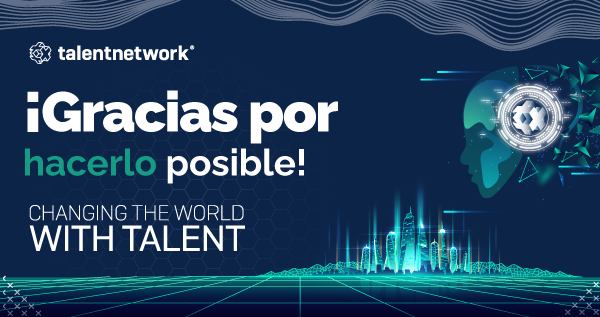 talentnetwork®
¡Gracias por
hacerlo posible!
CHANGING THE WORLD
WITH TALENT